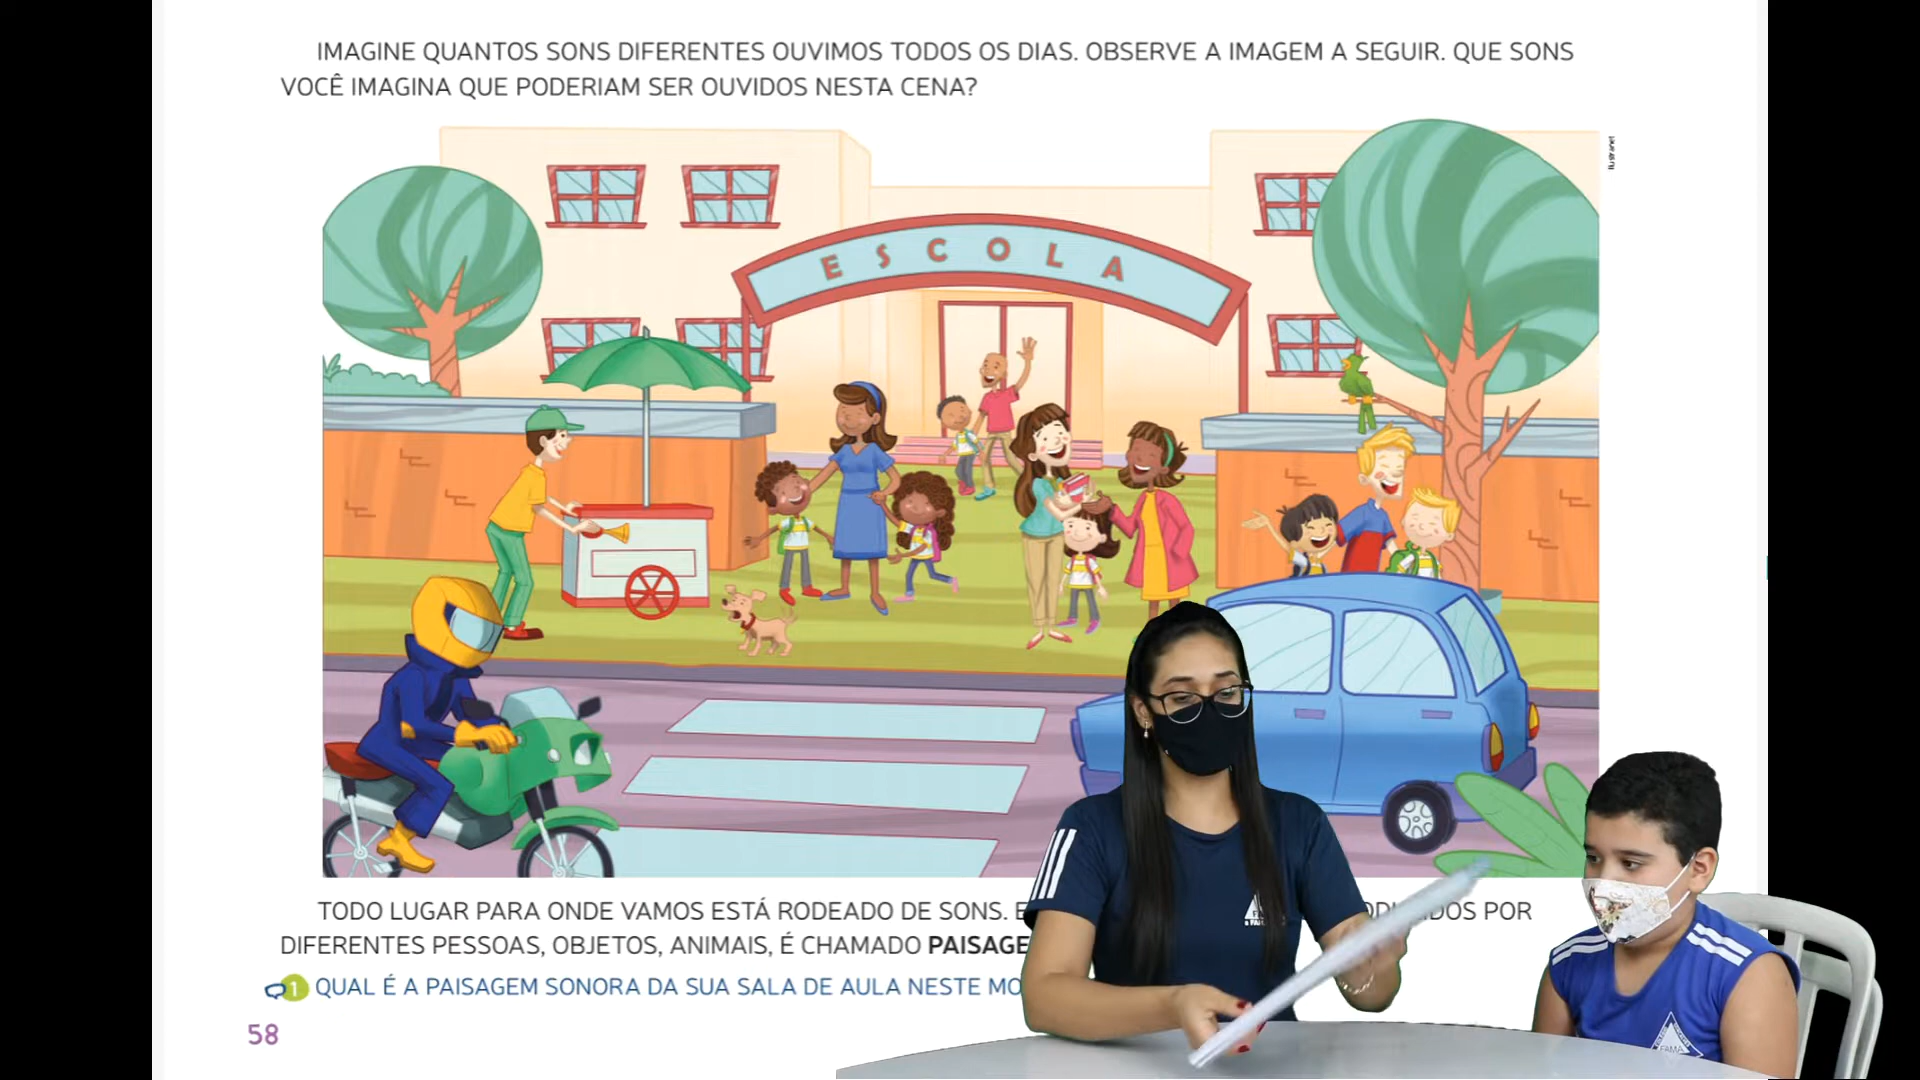 IMAGINE QUANTOS SONS DIFERENTES OUVIMOS TODOS OS DIAS. OBSERVE A IMAGEM A SEGUIR. QUE SONS
VOCÊ IMAGINA QUE PODERIAM SER OUVIDOS NESTA CENA?
ESCOLA
TODO LUGAR PARA ONDE VAMOS ESTÁ RODEADO DE SONS. POR
DIFERENTES PESSOAS, OBJETOS, ANIMAIS, É CHAMADO
1 QUAL É A PAISAGEM SONORA DA SUA SALA DE AULA NESTE
58
FAMA